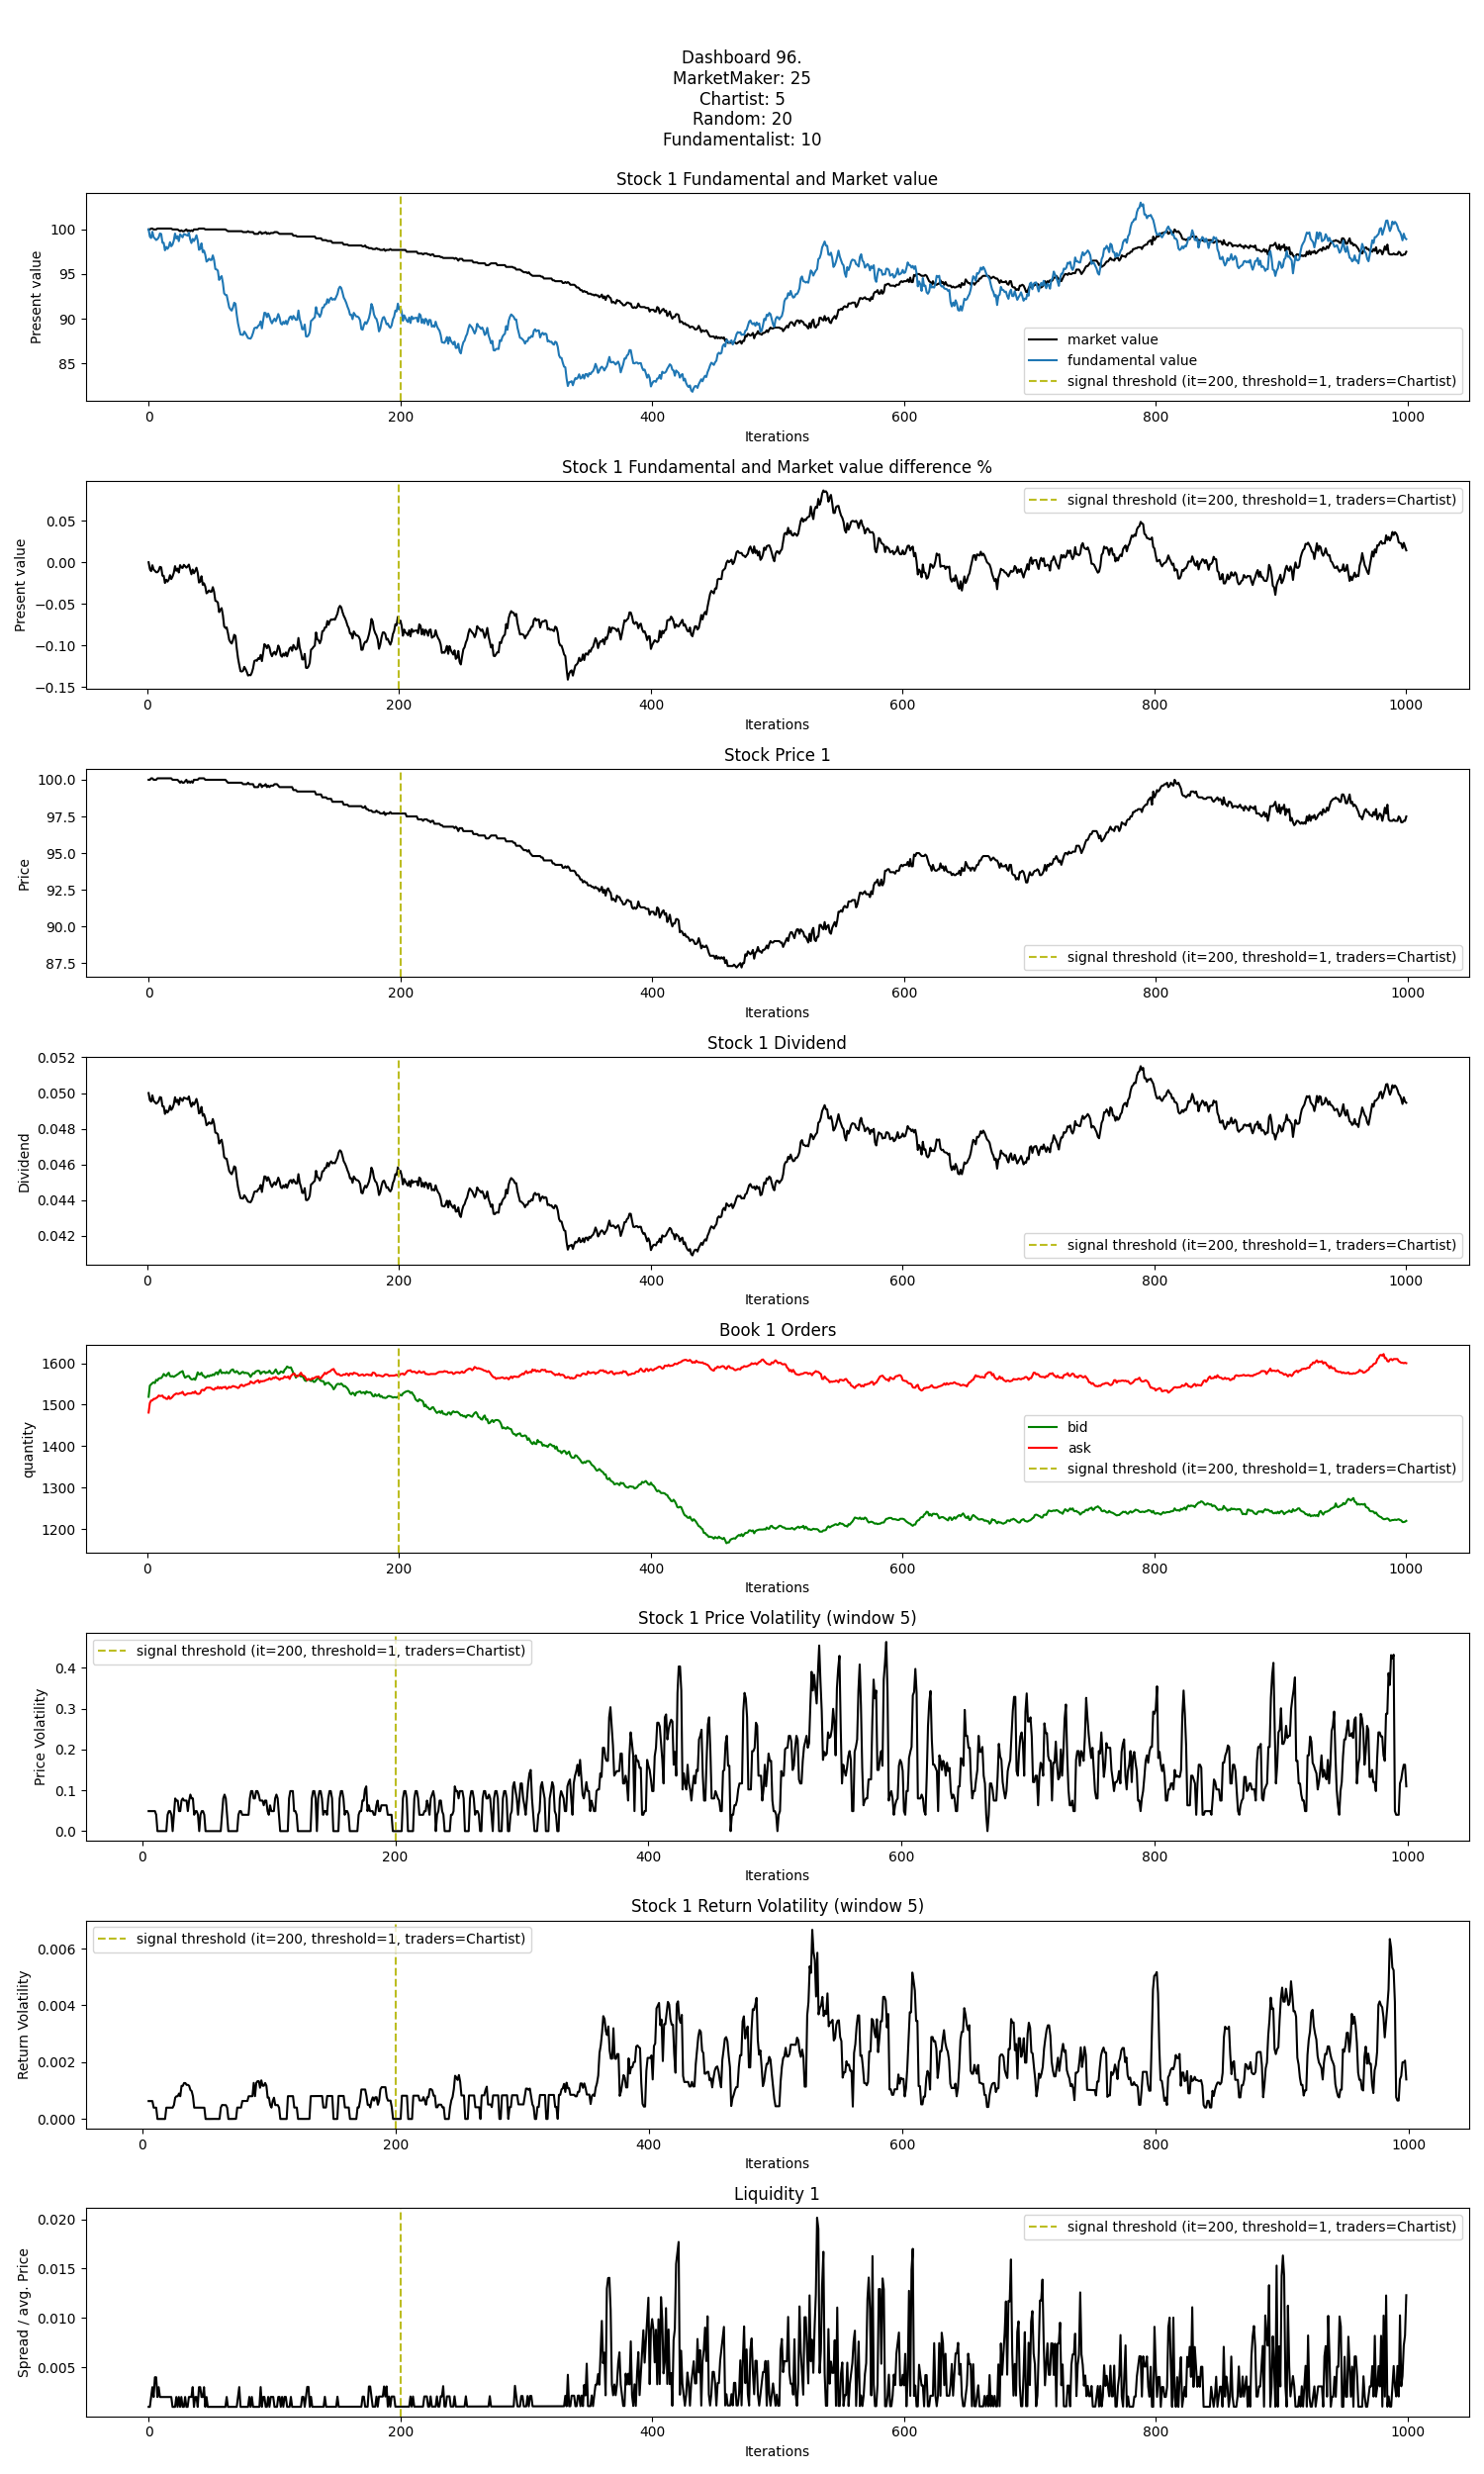 Dashboard 96.
MarketMaker: 25
Chartist: 5
Random: 20
Fundamentalist: 10
Stock 1 Fundamental and Market value
Present value
100
95
90
85
market value
fundamental value
signal threshold (it=200, threshold=1, traders=Chartist)
0 200 400 600 800 1000
Iterations
Stock 1 Fundamental and Market value difference %
Present value
0.05
0.00
−0.05
−0.10
−0.15
signal threshold (it=200, threshold=1, traders=Chartist)
0 200 400 600 800 1000
Iterations
Stock Price 1
Price
100.0
97.5
95.0
92.5
90.0
87.5
signal threshold (it=200, threshold=1, traders=Chartist)
0 200 400 600 800 1000
Iterations
Stock 1 Dividend
Dividend
0.052
0.050
0.048
0.046
0.044
0.042
signal threshold (it=200, threshold=1, traders=Chartist)
0 200 400 600 800 1000
Iterations
Book 1 Orders
quantity
1600
1500
1400
1300
1200
bid
ask
signal threshold (it=200, threshold=1, traders=Chartist)
0 200 400 600 800 1000
Iterations
Stock 1 Price Volatility (window 5)
Price Volatility
0.4
0.3
0.2
0.1
0.0
signal threshold (it=200, threshold=1, traders=Chartist)
0 200 400 600 800 1000
Iterations
Stock 1 Return Volatility (window 5)
Return Volatility
0.006
0.004
0.002
0.000
signal threshold (it=200, threshold=1, traders=Chartist)
0 200 400 600 800 1000
Iterations
Liquidity 1
Spread / avg. Price
0.020
0.015
0.010
0.005
signal threshold (it=200, threshold=1, traders=Chartist)
0 200 400 600 800 1000
Iterations